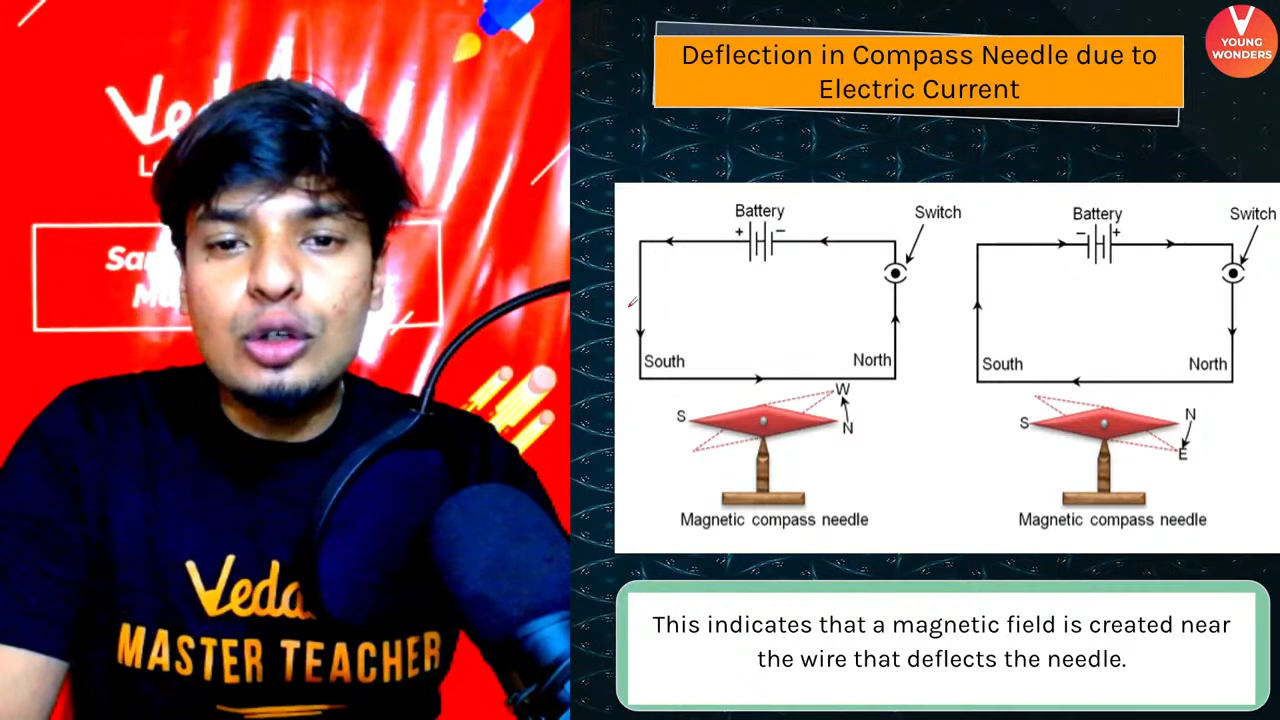 Deflection in Compass Needle due to
Electric Current
V
YOUNG
WONDERS
Battery
+ −
Switch
South
North
W
S
N
Magnetic compass needle
Battery
− +
Switch
South
North
N
S
E
Magnetic compass needle
This indicates that a magnetic field is created near
the wire that deflects the needle.
MASTER TEACHER